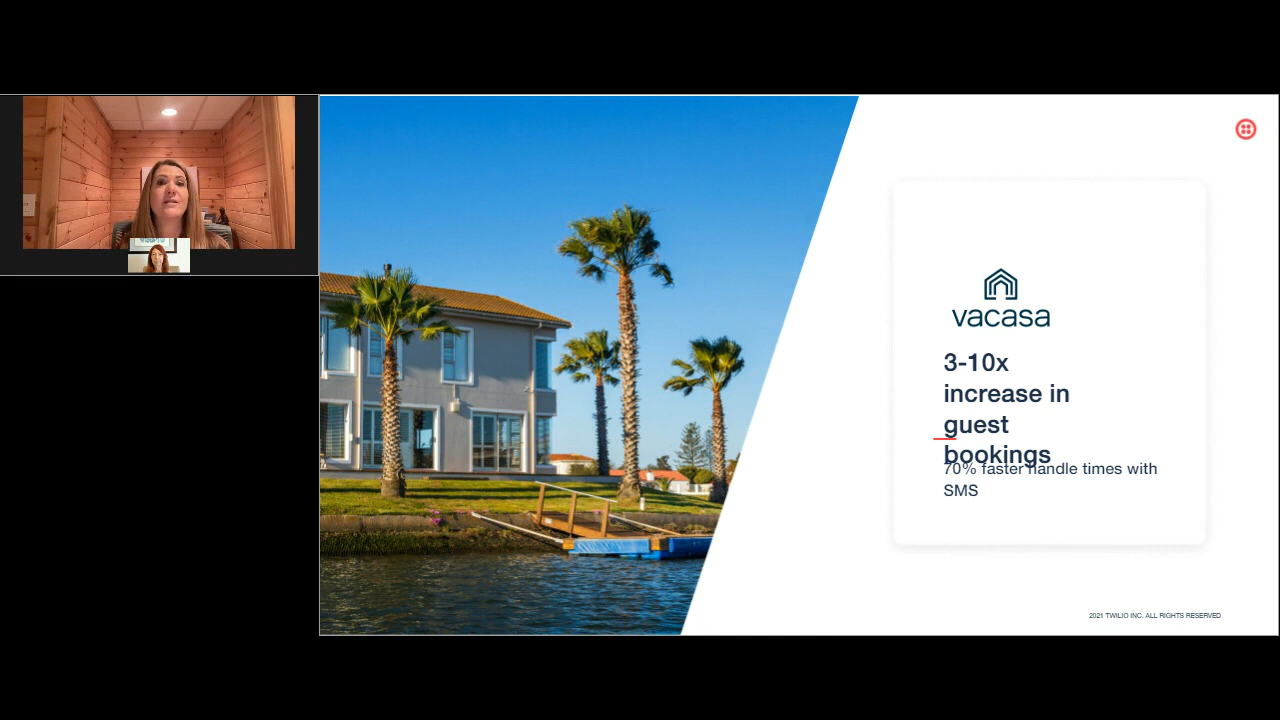 vacasa
3-10x
increase in
guest
bookings
70% faster handle times with
SMS
2021 TWILIO INC. ALL RIGHTS RESERVED